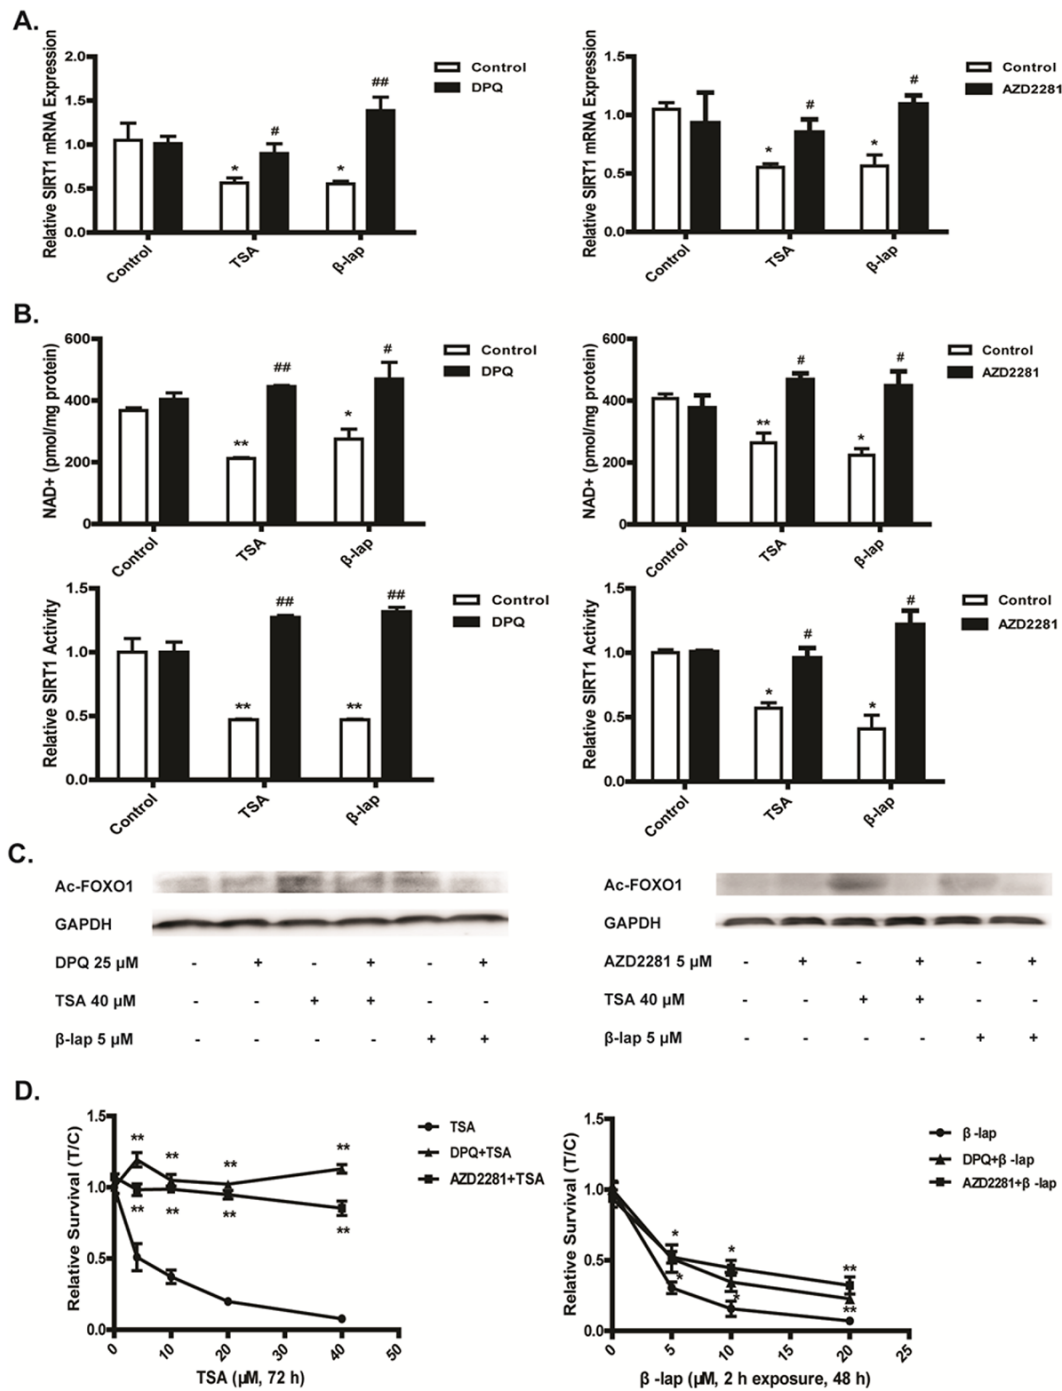 A.
Relative SIRT1 mRNA Expression
2.0
1.5
1.0
0.5
0.0
*
#
*
##
Control
DPQ
Control
TSA
β-lap
Relative SIRT1 mRNA Expression
1.5
1.0
0.5
0.0
*
#
*
#
Control
AZD2281
Control
TSA
β-lap
B.
NAD+ (pmol/mg protein)
600
400
200
0
**
##
*
#
Control
DPQ
Control
TSA
β-lap
NAD+ (pmol/mg protein)
600
400
200
0
**
#
*
#
Control
AZD2281
Control
TSA
β-lap
Relative SIRT1 Activity
1.5
1.0
0.5
0.0
**
##
**
##
Control
DPQ
Control
TSA
β-lap
Relative SIRT1 Activity
1.5
1.0
0.5
0.0
*
#
*
#
Control
AZD2281
Control
TSA
β-lap
C.
Ac-FOXO1
GAPDH
DPQ 25 μM - + - + - +
TSA 40 μM - - + + - -
β-lap 5 μM - - - - + +
Ac-FOXO1
GAPDH
AZD2281 5 μM - + - + - +
TSA 40 μM - - + + - -
β-lap 5 μM - - - - + +
D.
Relative Survival (T/C)
1.5
1.0
0.5
0.0
** ** ** **
** ** ** **
0 10 20 30 40 50
TSA (μM, 72 h)
TSA
DPQ+TSA
AZD2281+TSA
Relative Survival (T/C)
1.5
1.0
0.5
0.0
* * **
* * **
0 5 10 15 20 25
β -lap (μM, 2 h exposure, 48 h)
β -lap
DPQ+β -lap
AZD2281+β -lap